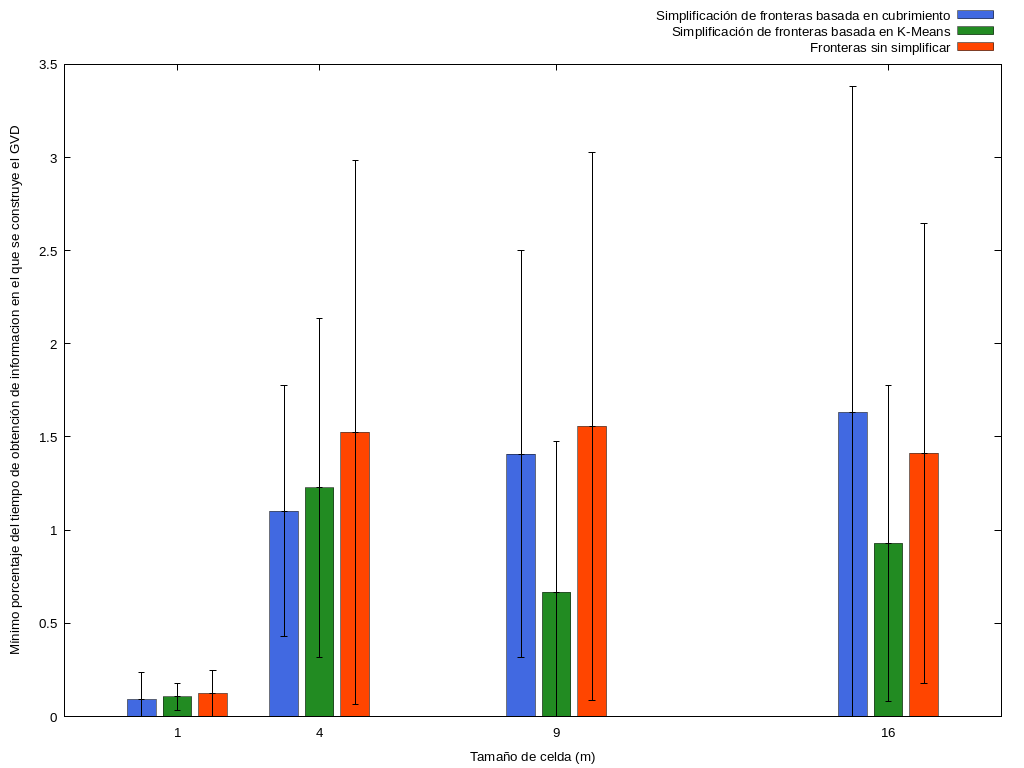 Simplificación de fronteras basada en cubrimiento
Simplificación de fronteras basada en K-Means
Fronteras sin simplificar
3.5
3
2.5
2
1.5
1
0.5
0
Mínimo porcentaje del tiempo de obtención de informacion en el que se construye el GVD
1 4 9 16
Tamaño de celda (m)